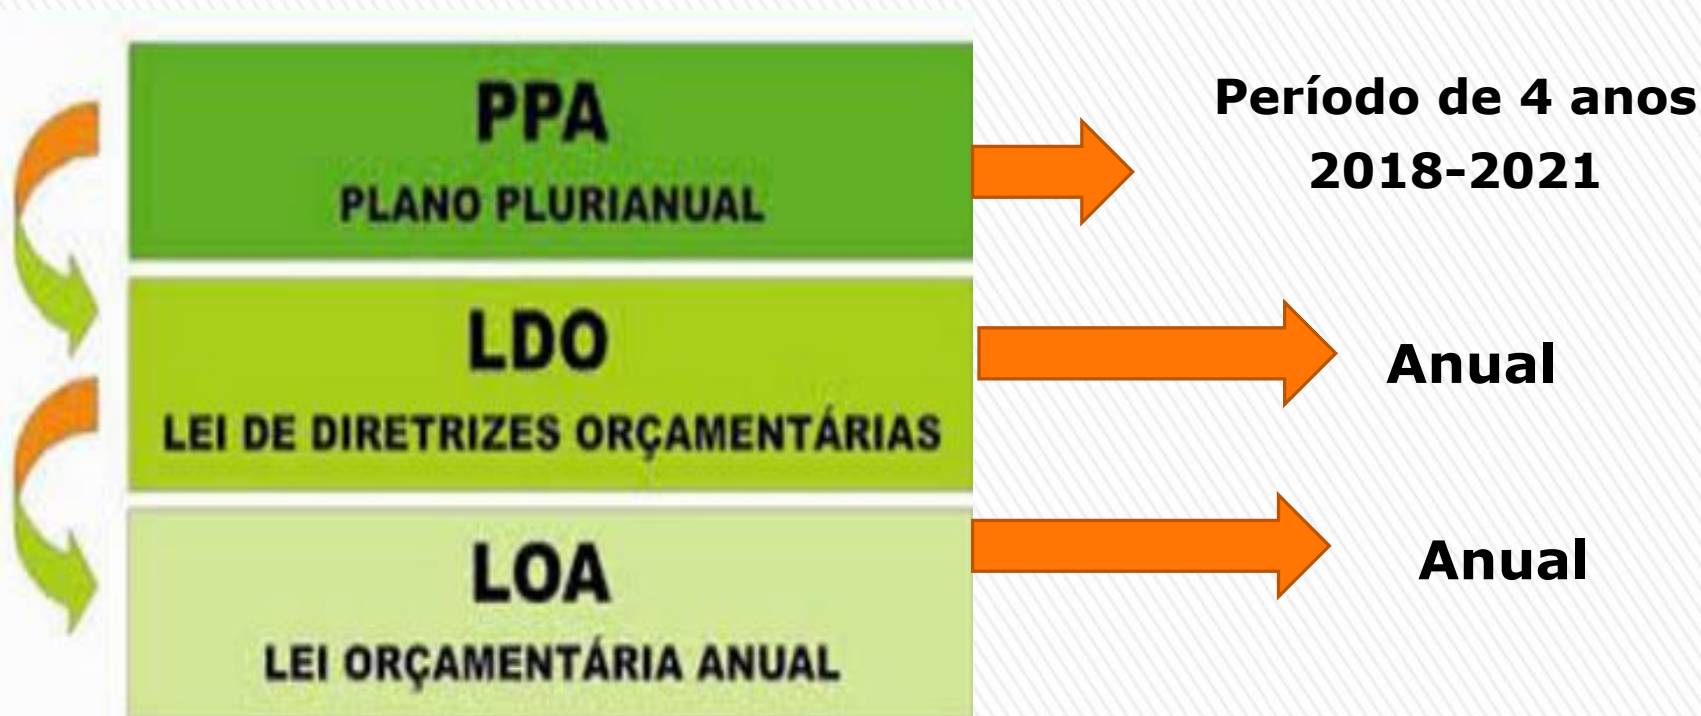 PPA
PLANO PLURIANUAL
Período de 4 anos
2018-2021
LDO
LEI DE DIRETRIZES ORÇAMENTÁRIAS
Anual
LOA
LEI ORÇAMENTÁRIA ANUAL
Anual